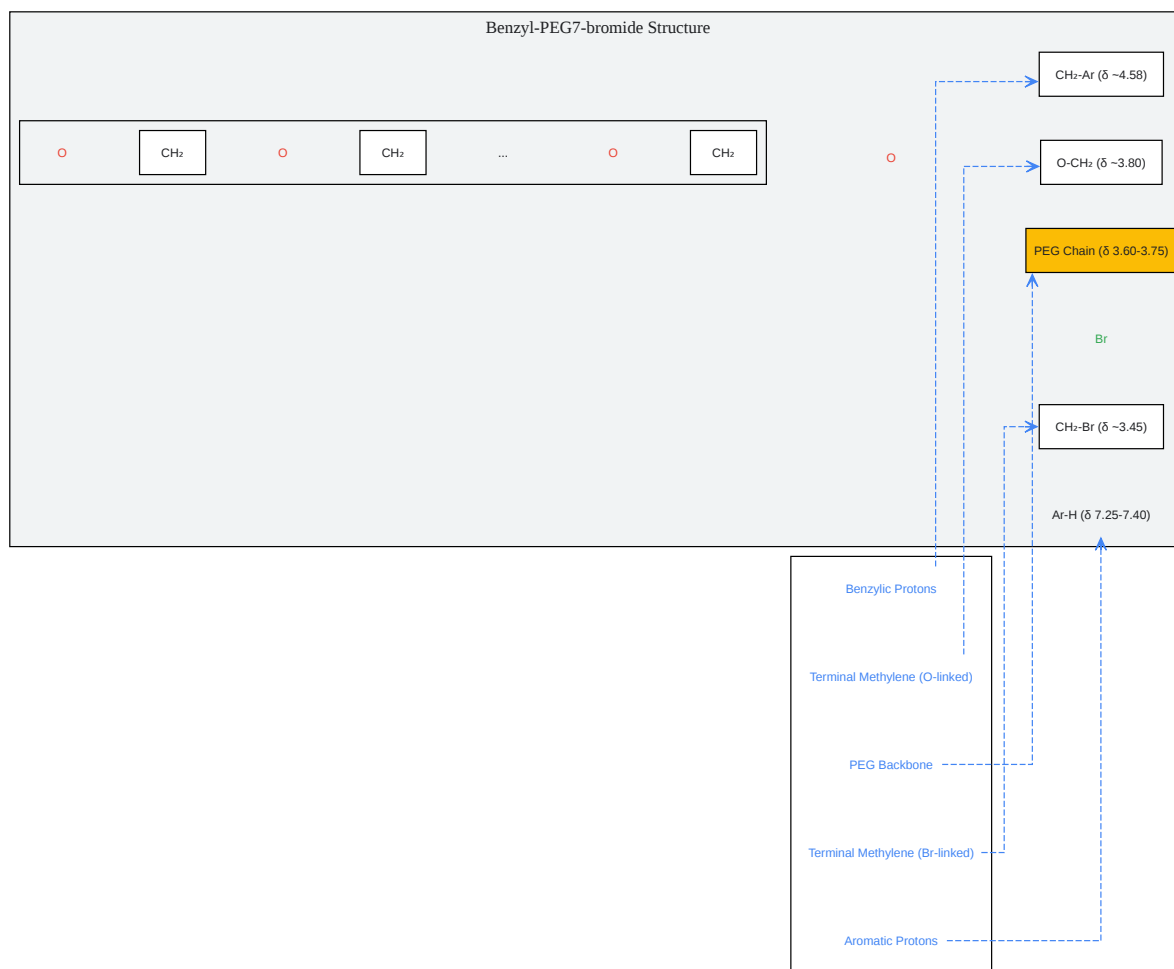 Benzyl-PEG7-bromide Structure
CH₂-Ar (δ ~4.58)
O CH₂ O CH₂ ... O CH₂ O
O-CH₂ (δ ~3.80)
PEG Chain (δ 3.60-3.75)
Br
CH₂-Br (δ ~3.45)
Ar-H (δ 7.25-7.40)
Benzylic Protons
Terminal Methylene (O-linked)
PEG Backbone
Terminal Methylene (Br-linked)
Aromatic Protons